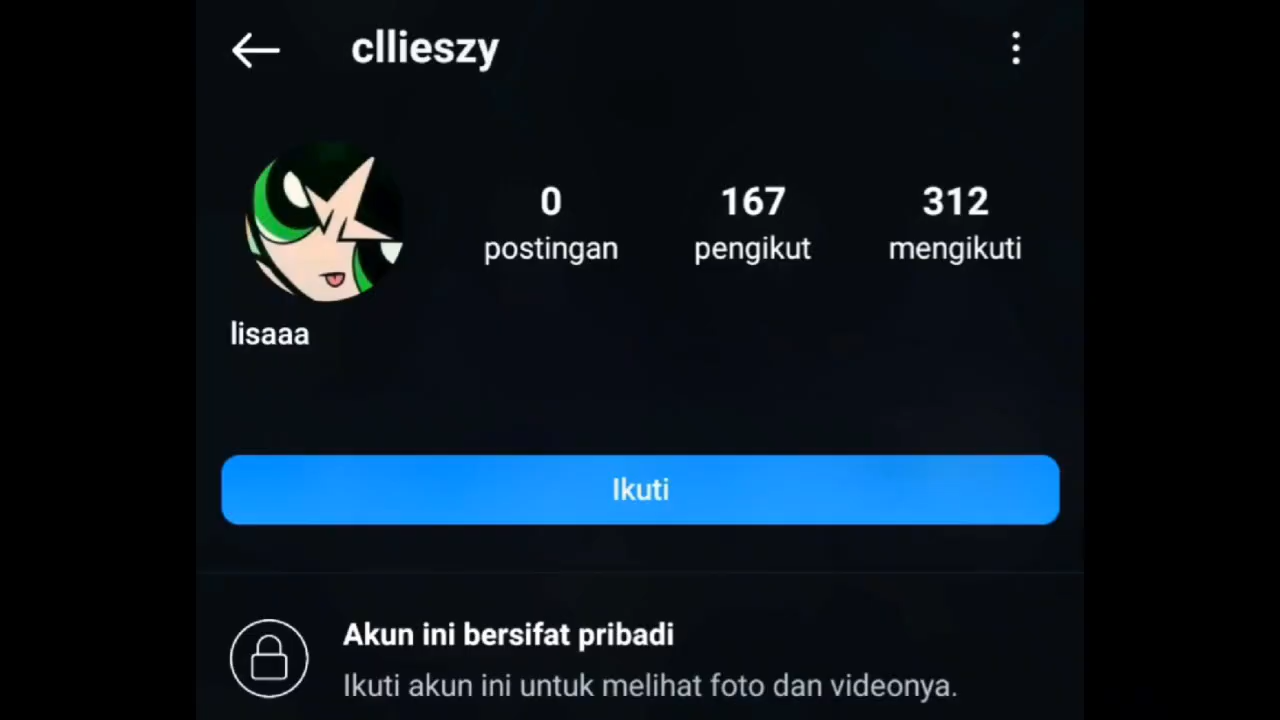 cllieszy
0 167 312
postingan pengikut mengikuti
lisaaa
Ikuti
Akun ini bersifat pribadi
Ikuti akun ini untuk melihat foto dan videonya.